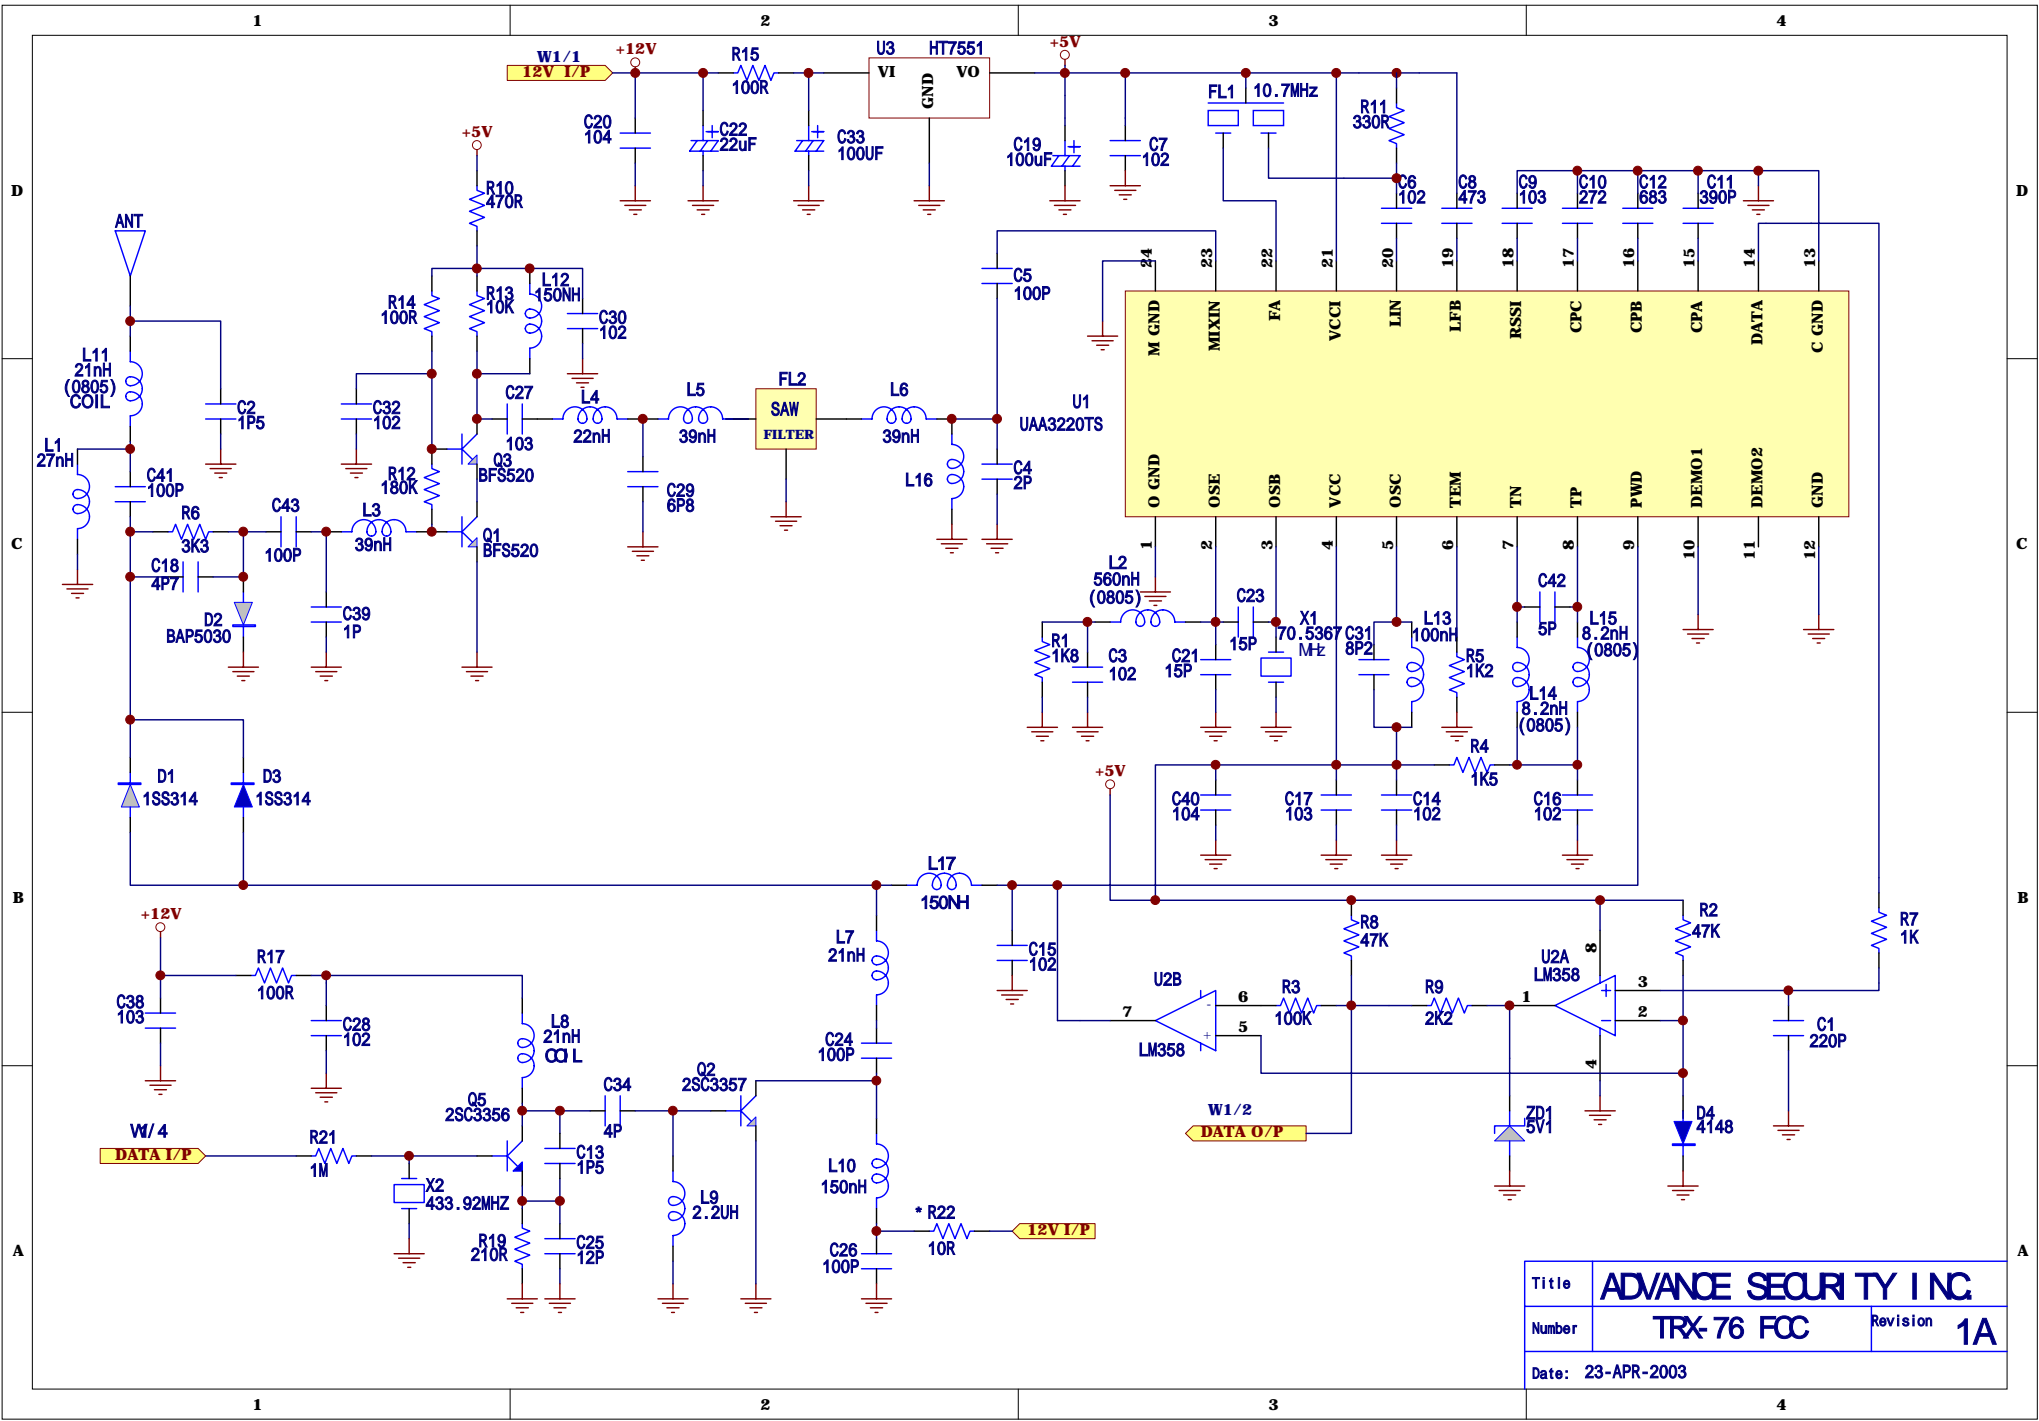 1 2 3 4
W1/1
12V I/P
+12V
R15
100R
U3 HT7551
VI VO
GND
+5V
C20
104
C22
22uF
C33
100UF
C19
100uF
C7
102
FL1 10.7MHz
R11
330R
D D
+5V
R10
470R
C6
102
C8
473
C9
103
C10
272
C12
683
C11
390P
ANT
24 23 22 21 20 19 18 17 16 15 14 13
M GND MIXIN FA VCCI LIN LFB RSSI CPC CPB CPA DATA C GND
R14
100R
R13
10K
L12
150NH
C30
102
C5
100P
L11
21nH
(0805)
COIL
C2
1P5
C32
102
C27
103
L4
22nH
L5
39nH
FL2
SAW
FILTER
L6
39nH
U1
UAA3220TS
L1
27nH
C41
100P
Q3
BFS520
R12
180K
C29
6P8
L16
C4
2P
O GND OSE OSB VCC OSC TEM TN TP PWD DEMO1 DEMO2 GND
1 2 3 4 5 6 7 8 9 10 11 12
R6
3K3
C43
100P
L3
39nH
Q1
BFS520
C C
C18
4P7
D2
BAP5030
C39
1P
L2
560nH
(0805)
C23
15P
X1
70.5367
MHz
C31
8P2
L13
100nH
C42
5P
L15
8.2nH
(0805)
R1
1K8
C3
102
C21
15P
R5
1K2
L14
8.2nH
(0805)
R4
1K5
D1
1SS314
D3
1SS314
+5V
C40
104
C17
103
C14
102
C16
102
L17
150NH
B B
+12V
R17
100R
C38
103
C28
102
L8
21nH
COIL
L7
21nH
C15
102
R8
47K
R2
47K
R7
1K
U2B
LM358
7 6 5
- +
R3
100K
R9
2K2
U2A
LM358
8 1 3 2 4
+ -
C1
220P
C24
100P
Q5
2SC3356
C34
4P
Q2
2SC3357
W1/4
DATA I/P
R21
1M
X2
433.92MHZ
C13
1P5
W1/2
DATA O/P
ZD1
5V1
D4
4148
L10
150nH
L9
2.2UH
R19
210R
C25
12P
* R22
10R
12V I/P
C26
100P
A A
Title ADVANCE SECURITY INC.
Number TRX-76 FCC Revision 1A
Date: 23-APR-2003
1 2 3 4